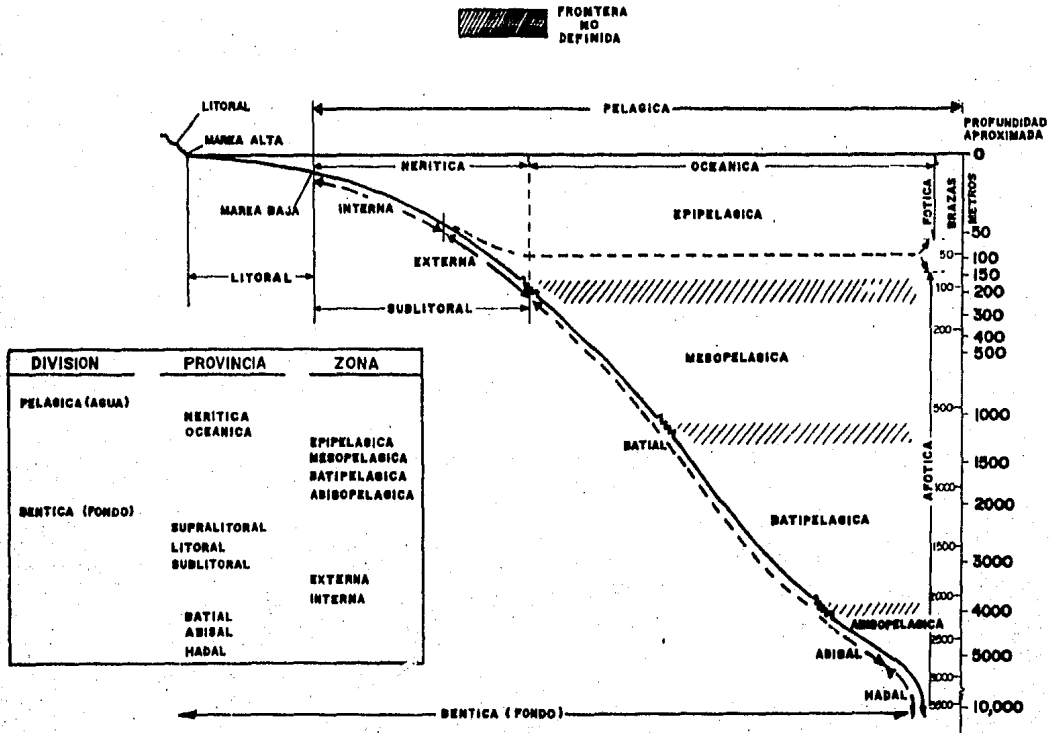 FRONTERA
NO
DEFINIDA
LITORAL
PELAGICA
PROFUNDIDAD
APROXIMADA
MAREA ALTA
0
NERITICA
OCEANICA
MAREA BAJA
INTERNA
EPIPELAGICA
FOTICA
BRAZAS
METROS
50
EXTERNA
50
100
150
LITORAL
100
200
SUBLITORAL
300
200
400
MESOPELAGICA
500
DIVISION PROVINCIA ZONA
PELAGICA (AGUA)
NERITICA
OCEANICA
EPIPELAGICA
MESOPELAGICA
BATIPELAGICA
ABISOPELAGICA
BENTICA (FONDO)
SUPRALITORAL
LITORAL
SUBLITORAL
EXTERNA
INTERNA
BATIAL
ABISAL
HADAL
500
1000
BATIAL
AFOTICA
1500
1000
2000
BATIPELAGICA
1500
3000
2000
4000
ABISOPELAGICA
2500
ABISAL
5000
3000
HADAL
10,000
BENTICA (FONDO)